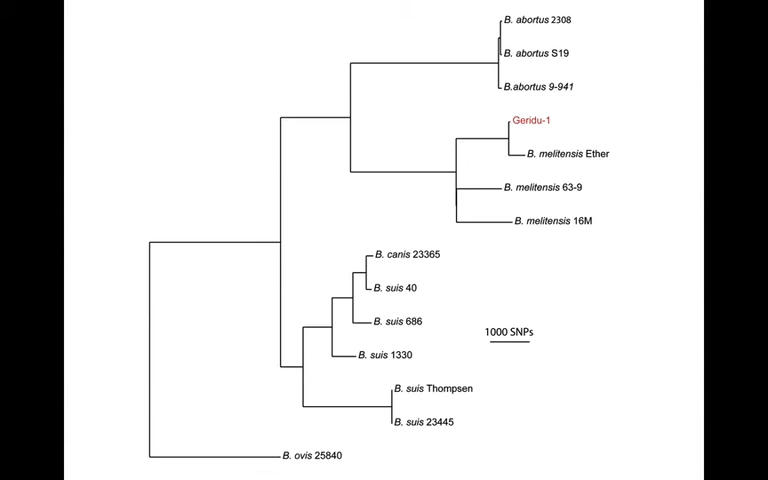 B. abortus 2308
B. abortus S19
B.abortus 9-941
Geridu-1
B. melitensis Ether
B. melitensis 63-9
B. melitensis 16M
B. canis 23365
B. suis 40
B. suis 686
1000 SNPs
B. suis 1330
B. suis Thompsen
B. suis 23445
B. ovis 25840